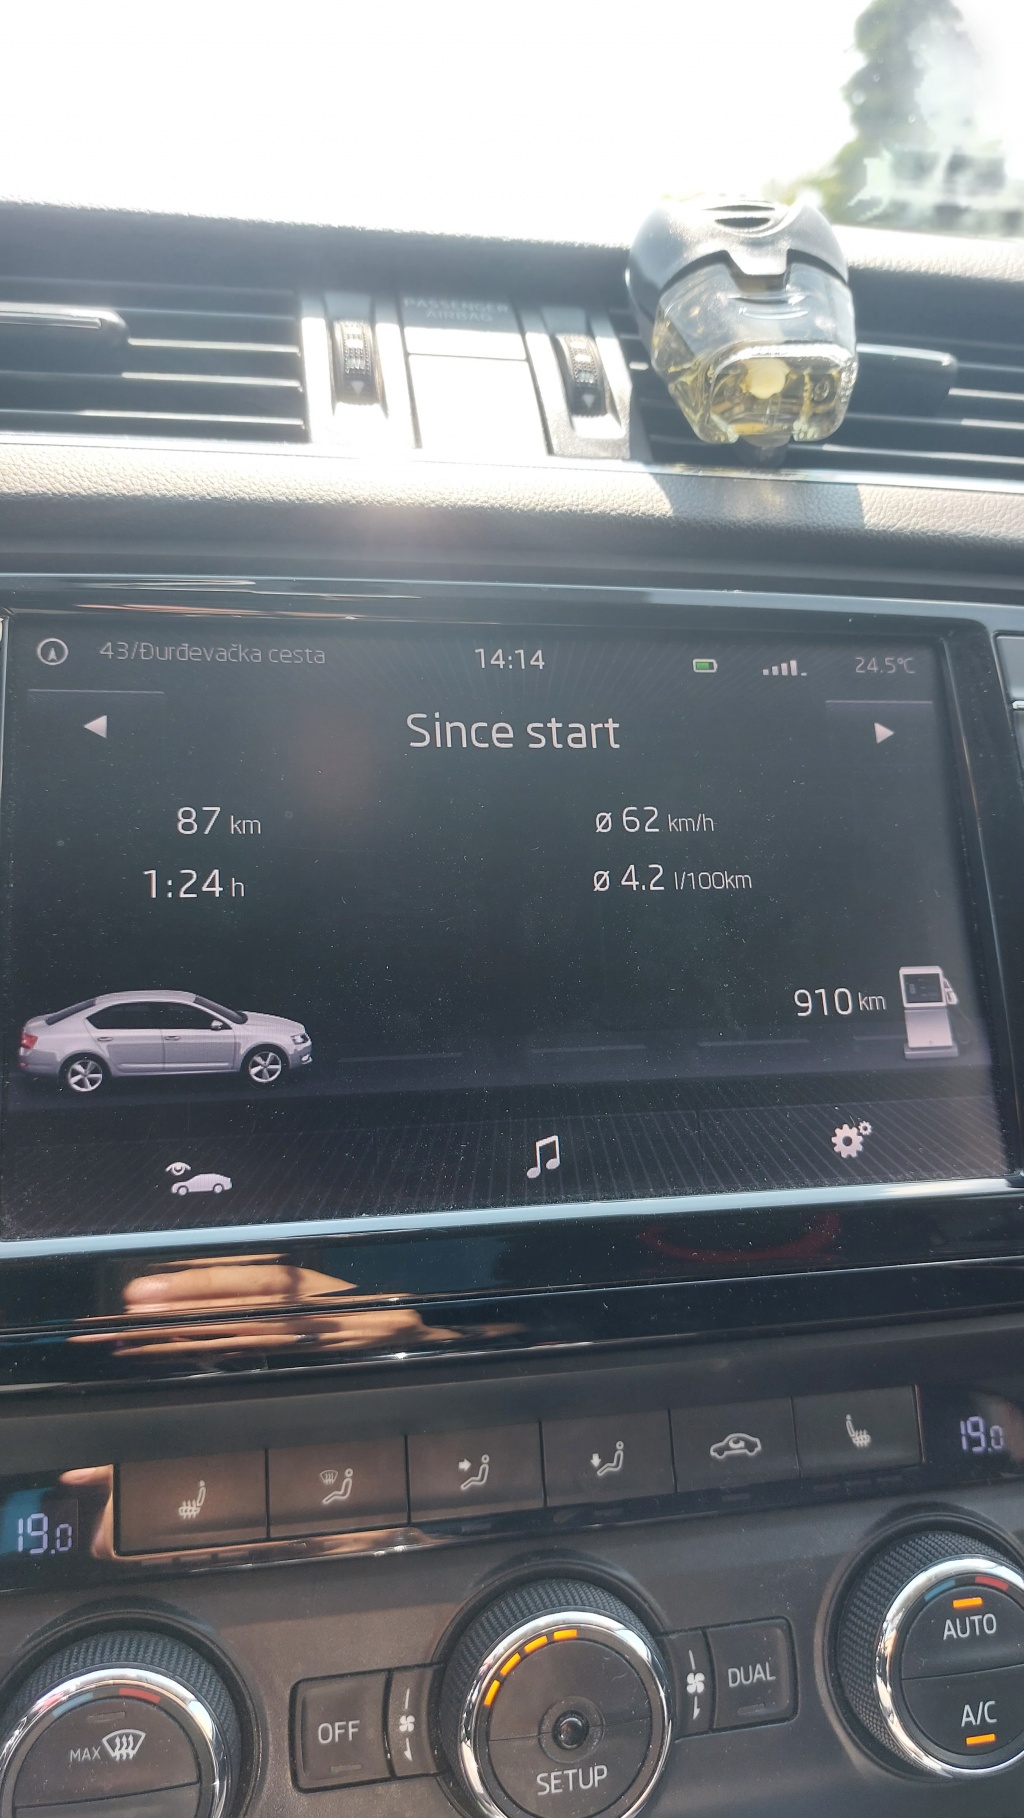 PASSENGER
AIRBAG
43/Đurđevačka cesta
14:14
24.5°C
Since start
87 km
ø 62 km/h
1:24 h
ø 4.2 l/100km
910 km
19.0
19.0
AUTO
A/C
DUAL
OFF
MAX
SETUP